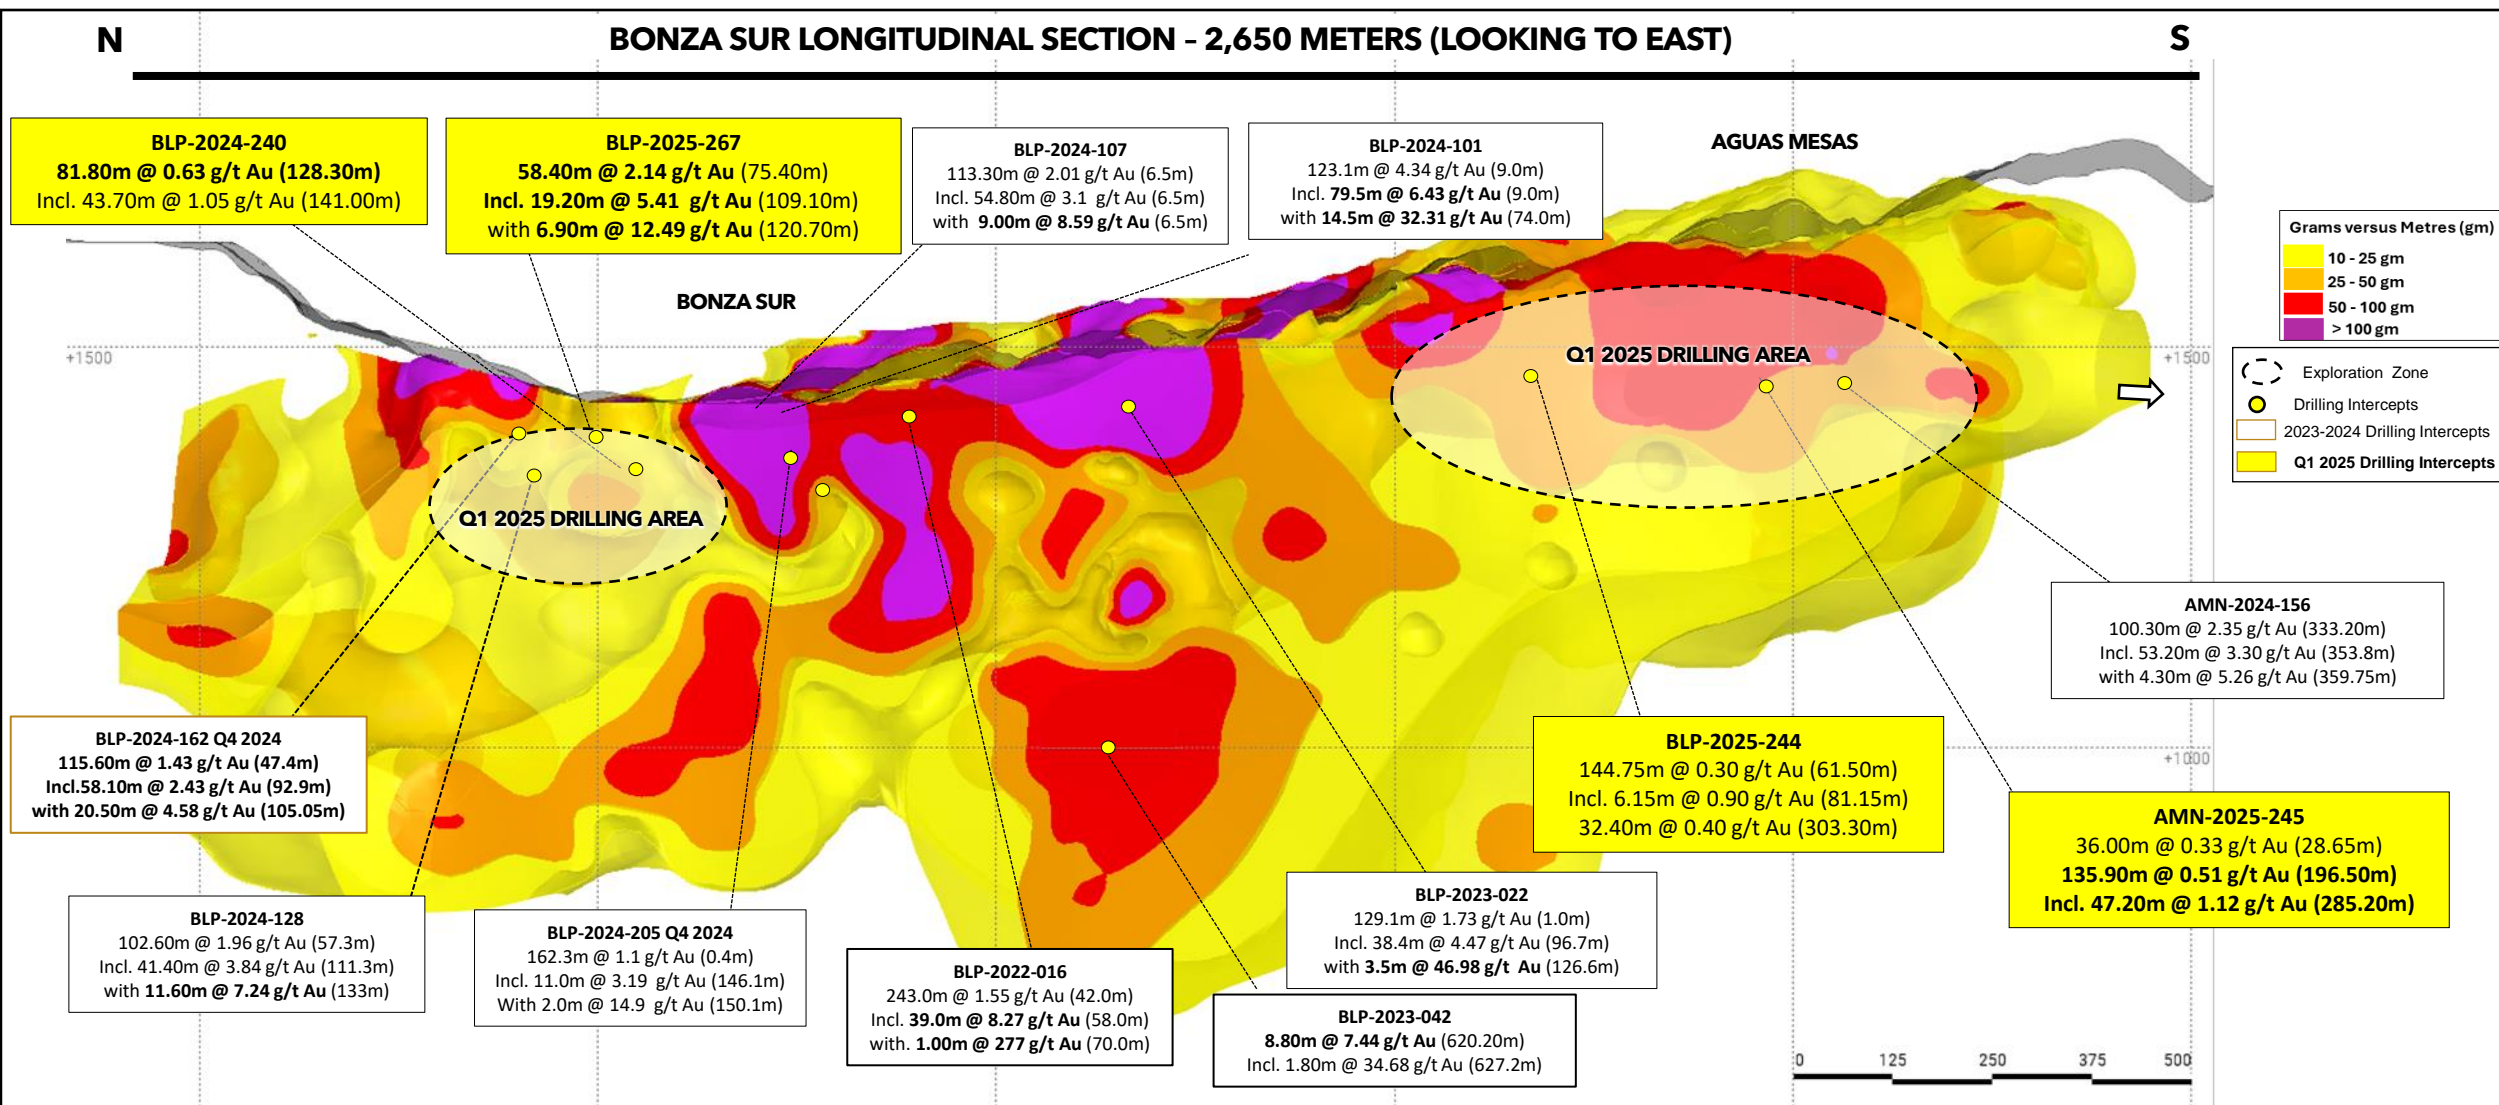 N
BONZA SUR LONGITUDINAL SECTION – 2,650 METERS (LOOKING TO EAST)
S
BLP-2024-240
81.80m @ 0.63 g/t Au (128.30m)
Incl. 43.70m @ 1.05 g/t Au (141.00m)
BLP-2025-267
58.40m @ 2.14 g/t Au (75.40m)
Incl. 19.20m @ 5.41 g/t Au (109.10m)
with 6.90m @ 12.49 g/t Au (120.70m)
BLP-2024-107
113.30m @ 2.01 g/t Au (6.5m)
Incl. 54.80m @ 3.1 g/t Au (6.5m)
with 9.00m @ 8.59 g/t Au (6.5m)
BLP-2024-101
123.1m @ 4.34 g/t Au (9.0m)
Incl. 79.5m @ 6.43 g/t Au (9.0m)
with 14.5m @ 32.31 g/t Au (74.0m)
AGUAS MESAS
BONZA SUR
Grams versus Metres (gm)
10 - 25 gm
25 - 50 gm
50 - 100 gm
> 100 gm
Exploration Zone
Drilling Intercepts
2023-2024 Drilling Intercepts
Q1 2025 Drilling Intercepts
+1500
+1500
Q1 2025 DRILLING AREA
Q1 2025 DRILLING AREA
+1000
AMN-2024-156
100.30m @ 2.35 g/t Au (333.20m)
Incl. 53.20m @ 3.30 g/t Au (353.8m)
with 4.30m @ 5.26 g/t Au (359.75m)
BLP-2024-162 Q4 2024
115.60m @ 1.43 g/t Au (47.4m)
Incl.58.10m @ 2.43 g/t Au (92.9m)
with 20.50m @ 4.58 g/t Au (105.05m)
BLP-2025-244
144.75m @ 0.30 g/t Au (61.50m)
Incl. 6.15m @ 0.90 g/t Au (81.15m)
32.40m @ 0.40 g/t Au (303.30m)
AMN-2025-245
36.00m @ 0.33 g/t Au (28.65m)
135.90m @ 0.51 g/t Au (196.50m)
Incl. 47.20m @ 1.12 g/t Au (285.20m)
BLP-2024-128
102.60m @ 1.96 g/t Au (57.3m)
Incl. 41.40m @ 3.84 g/t Au (111.3m)
with 11.60m @ 7.24 g/t Au (133m)
BLP-2024-205 Q4 2024
162.3m @ 1.1 g/t Au (0.4m)
Incl. 11.0m @ 3.19 g/t Au (146.1m)
With 2.0m @ 14.9 g/t Au (150.1m)
BLP-2022-016
243.0m @ 1.55 g/t Au (42.0m)
Incl. 39.0m @ 8.27 g/t Au (58.0m)
with. 1.00m @ 277 g/t Au (70.0m)
BLP-2023-022
129.1m @ 1.73 g/t Au (1.0m)
Incl. 38.4m @ 4.47 g/t Au (96.7m)
with 3.5m @ 46.98 g/t Au (126.6m)
BLP-2023-042
8.80m @ 7.44 g/t Au (620.20m)
Incl. 1.80m @ 34.68 g/t Au (627.2m)
0 125 250 375 500